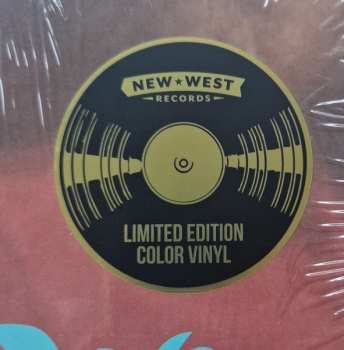 NEW★WEST
RECORDS
LIMITED EDITION
COLOR VINYL